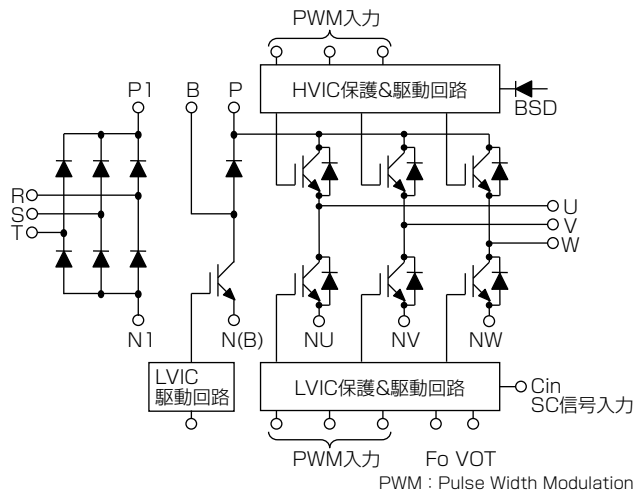 PWM入力
HVIC保護&駆動回路
BSD
P1 B P
R
S
T
U
V
W
N1 N(B) NU NV NW
LVIC
駆動回路
LVIC保護&駆動回路
Cin
SC信号入力
PWM入力 Fo VOT
PWM：Pulse Width Modulation